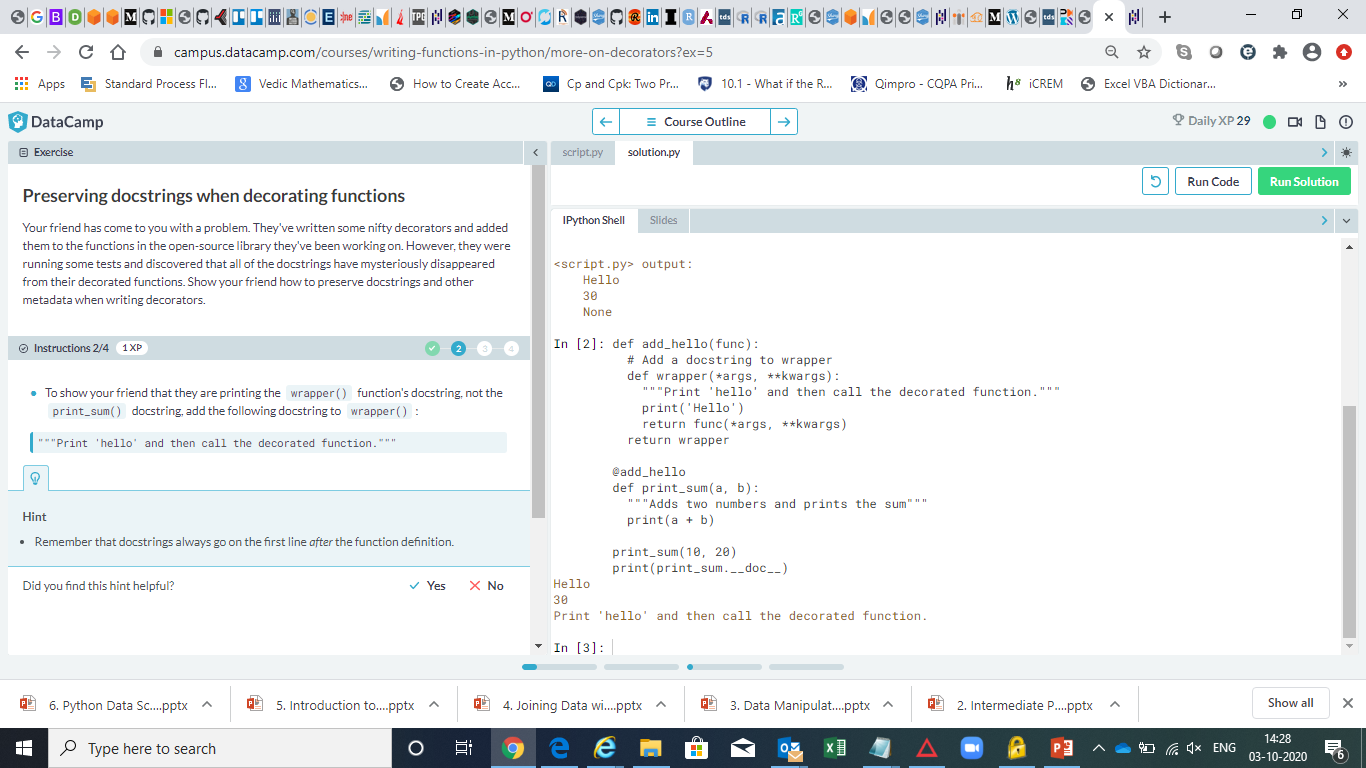 campus.datacamp.com/courses/writing-functions-in-python/more-on-decorators?ex=5
Apps
Standard Process Fl...
Vedic Mathematics...
How to Create Acc...
Cp and Cpk: Two Pr...
10.1 - What if the R...
Qimpro - CQPA Pri...
iCREM
Excel VBA Dictionar...
»
DataCamp
Course Outline
Daily XP 29
Exercise
script.py
solution.py
Run Code
Run Solution
Preserving docstrings when decorating functions
Your friend has come to you with a problem. They've written some nifty decorators and added
them to the functions in the open-source library they've been working on. However, they were
running some tests and discovered that all of the docstrings have mysteriously disappeared
from their decorated functions. Show your friend how to preserve docstrings and other
metadata when writing decorators.
Instructions 2/4
1 XP
2
3
4
To show your friend that they are printing the wrapper() function's docstring, not the
print_sum() docstring, add the following docstring to wrapper() :
"""Print 'hello' and then call the decorated function."""
Hint
Remember that docstrings always go on the first line after the function definition.
Did you find this hint helpful?
Yes
No
IPython Shell
Slides
<script.py> output:
Hello
30
None
In [2]: def add_hello(func):
# Add a docstring to wrapper
def wrapper(*args, **kwargs):
"""Print 'hello' and then call the decorated function."""
print('Hello')
return func(*args, **kwargs)
return wrapper
@add_hello
def print_sum(a, b):
"""Adds two numbers and prints the sum"""
print(a + b)
print_sum(10, 20)
print(print_sum.__doc__)
Hello
30
Print 'hello' and then call the decorated function.
In [3]:
6. Python Data Sc....pptx
5. Introduction to....pptx
4. Joining Data wi....pptx
3. Data Manipulat....pptx
2. Intermediate P....pptx
Show all
Type here to search
ENG
14:28
03-10-2020
6